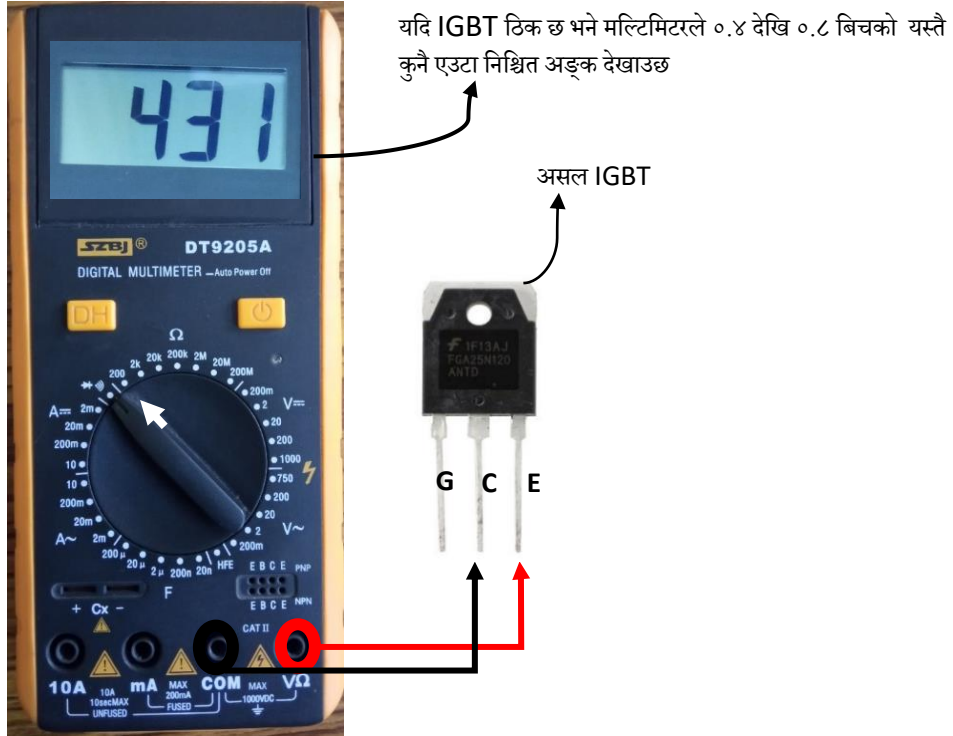 यदि IGBT ठिक छ भने मल्टिमिटरले ०.४ देखि ०.८ बिचको यस्तै
कुनै एउटा निश्चित अङ्क देखाउछ
431
असल IGBT
SZBJ ® DT9205A
DIGITAL MULTIMETER – Auto Power Off
DH
Ω
200 2k 20k 200k 2M 20M 200M
A⎓ 2m 20m 200m 10
10 200m 20m 2m 200µ
A~
200m 2 20 200 1000
V⎓
750 200 20 2 200m
V~
20µ 2µ 200n 20n HFE
F
E B C E PNP
E B C E NPN
+ Cx -
CAT II
10A 10A
10secMAX
UNFUSED
mA MAX
200mA
FUSED
COM MAX
1000VDC
VΩ
F 1F13AJ
FGA25N120
ANTD
G C E